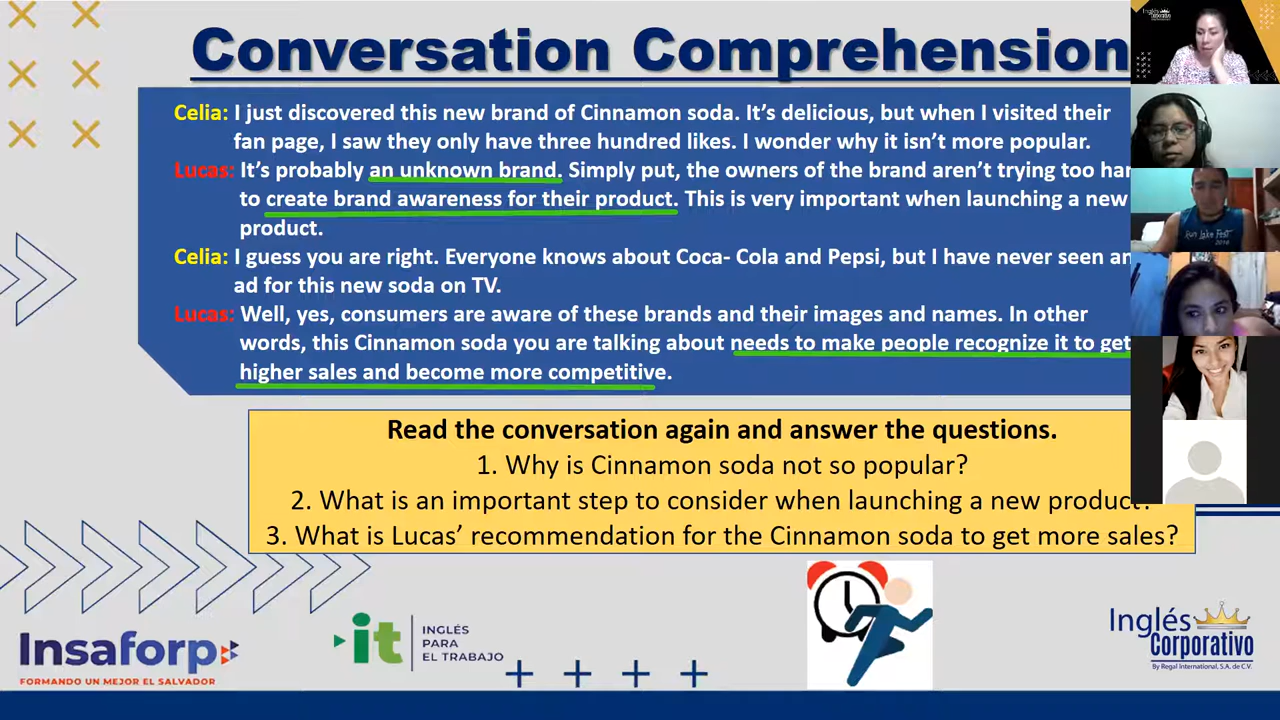 Conversation Comprehension
Celia: I just discovered this new brand of Cinnamon soda. It's delicious, but when I visited their
fan page, I saw they only have three hundred likes. I wonder why it isn't more popular.
Lucas: It's probably an unknown brand. Simply put, the owners of the brand aren't trying too har
to create brand awareness for their product. This is very important when launching a new
product.
Celia: I guess you are right. Everyone knows about Coca- Cola and Pepsi, but I have never seen an
ad for this new soda on TV.
Lucas: Well, yes, consumers are aware of these brands and their images and names. In other
words, this Cinnamon soda you are talking about needs to make people recognize it to get
higher sales and become more competitive.
Read the conversation again and answer the questions.
1. Why is Cinnamon soda not so popular?
2. What is an important step to consider when launching a new product?
3. What is Lucas' recommendation for the Cinnamon soda to get more sales?
Insaforp
FORMANDO UN MEJOR EL SALVADOR
it
INGLÉS
PARA
EL TRABAJO
Inglés
Corporativo
By Regal International, S.A. de C.V.
Inglés
Corporativo
Run Lake Fest